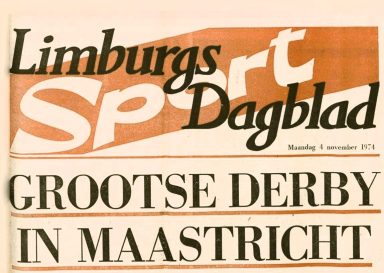 Limburgs
Sport
Dagblad
Maandag 4 november 1974
GROOTSE DERBY
IN MAASTRICHT